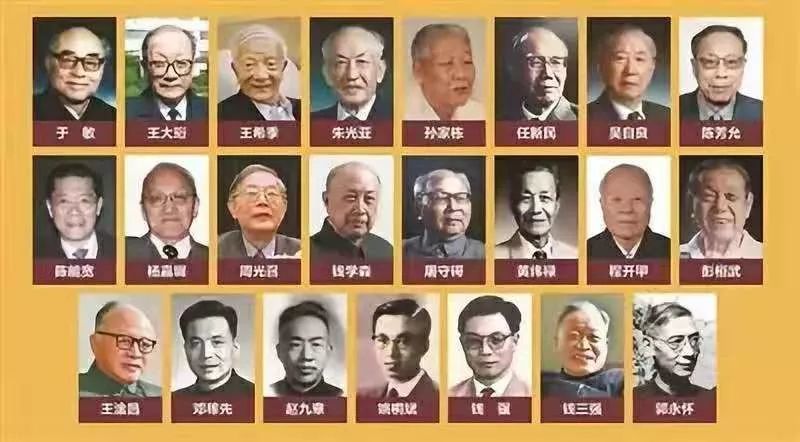 于 敏
王大珩
王希季
朱光亚
孙家栋
任新民
吴自良
陈芳允
陈能宽
杨嘉墀
周光召
钱学森
屠守锷
黄纬禄
程开甲
彭桓武
王淦昌
邓稼先
赵九章
姚桐斌
钱 骥
钱三强
郭永怀